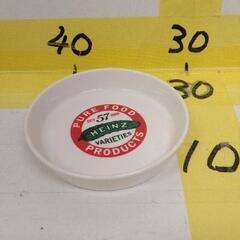 40 30
30
10
PURE FOOD
57
HEINZ
VARIETIES
PRODUCTS